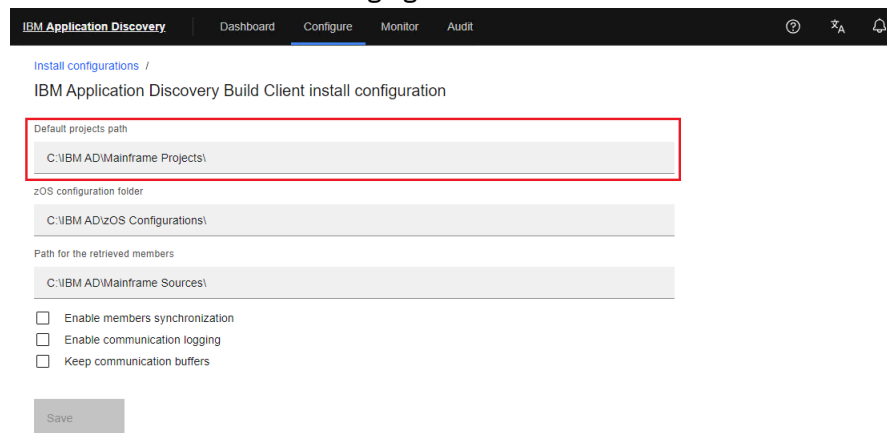 IBM Application Discovery Dashboard Configure Monitor Audit
Install configurations /
IBM Application Discovery Build Client install configuration
Default projects path
C:\IBM AD\Mainframe Projects\
zOS configuration folder
C:\IBM AD\zOS Configurations\
Path for the retrieved members
C:\IBM AD\Mainframe Sources\
Enable members synchronization
Enable communication logging
Keep communication buffers
Save